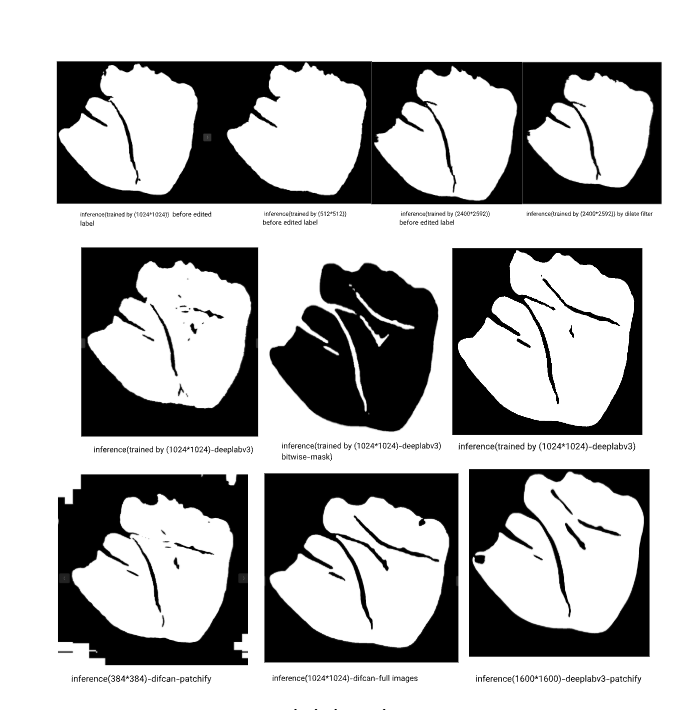 inference(trained by (1024*1024)) before edited
label
inference(trained by (512*512))
before edited label
inference(trained by (2400*2592))
before edited label
inference(trained by (2400*2592) by dilate filter
inference(trained by (1024*1024)-deeplabv3)
inference(trained by (1024*1024)-deeplabv3)
bitwise-mask)
inference(trained by (1024*1024)-deeplabv3)
inference(384*384)-difcan-patchify
inference(1024*1024)-difcan-full images
inference(1600*1600)-deeplabv3-patchify